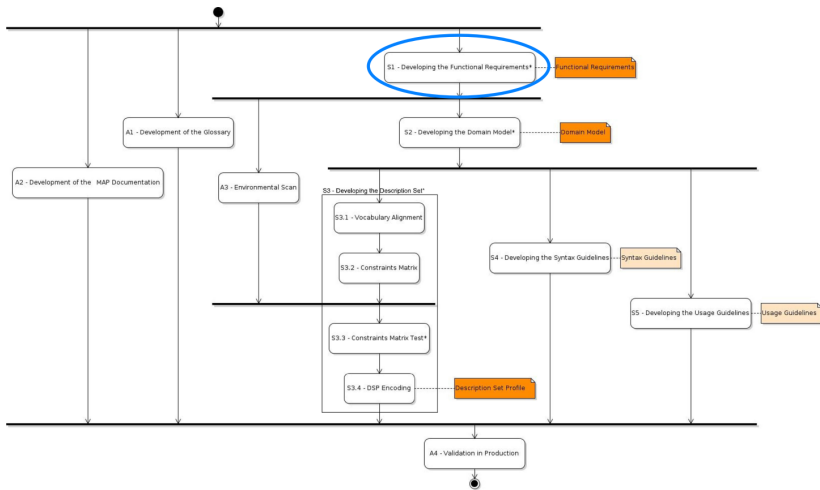 S1 - Developing the Functional Requirements*
Functional Requirements
A1 - Development of the Glossary
S2 - Developing the Domain Model*
Domain Model
A2 - Development of the MAP Documentation
A3 - Environmental Scan
S3 - Developing the Description Set*
S3.1 - Vocabulary Alignment
S3.2 - Constraints Matrix
S4 - Developing the Syntax Guidelines
Syntax Guidelines
S5 - Developing the Usage Guidelines
Usage Guidelines
S3.3 - Constraints Matrix Test*
S3.4 - DSP Encoding
Description Set Profile
A4 - Validation in Production